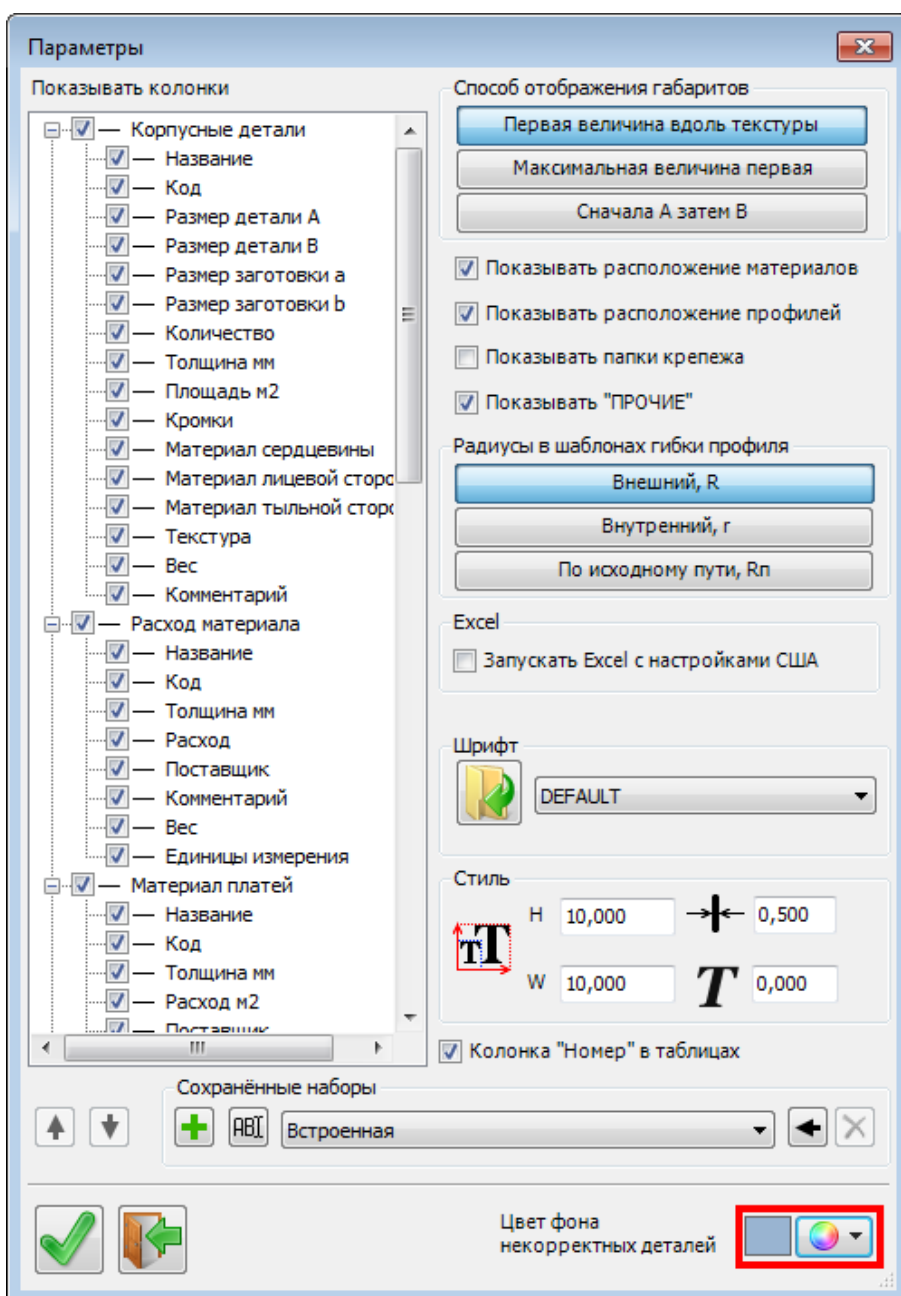 Параметры
Показывать колонки
Корпусные детали
Название
Код
Размер детали A
Размер детали B
Размер заготовки a
Размер заготовки b
Количество
Толщина мм
Площадь м2
Кромки
Материал сердцевины
Материал лицевой сторо
Материал тыльной сторо
Текстура
Вес
Комментарий
Расход материала
Название
Код
Толщина мм
Расход
Поставщик
Комментарий
Вес
Единицы измерения
Материал платей
Название
Код
Толщина мм
Расход м2
Поставщик
Способ отображения габаритов
Первая величина вдоль текстуры
Максимальная величина первая
Сначала A затем B
Показывать расположение материалов
Показывать расположение профилей
Показывать папки крепежа
Показывать "ПРОЧИЕ"
Радиусы в шаблонах гибки профиля
Внешний, R
Внутренний, r
По исходному пути, Rп
Excel
Запускать Excel с настройками США
Шрифт
DEFAULT
Стиль
H 10,000 0,500
W 10,000 0,000
Колонка "Номер" в таблицах
Сохранённые наборы
Встроенная
Цвет фона
некорректных деталей